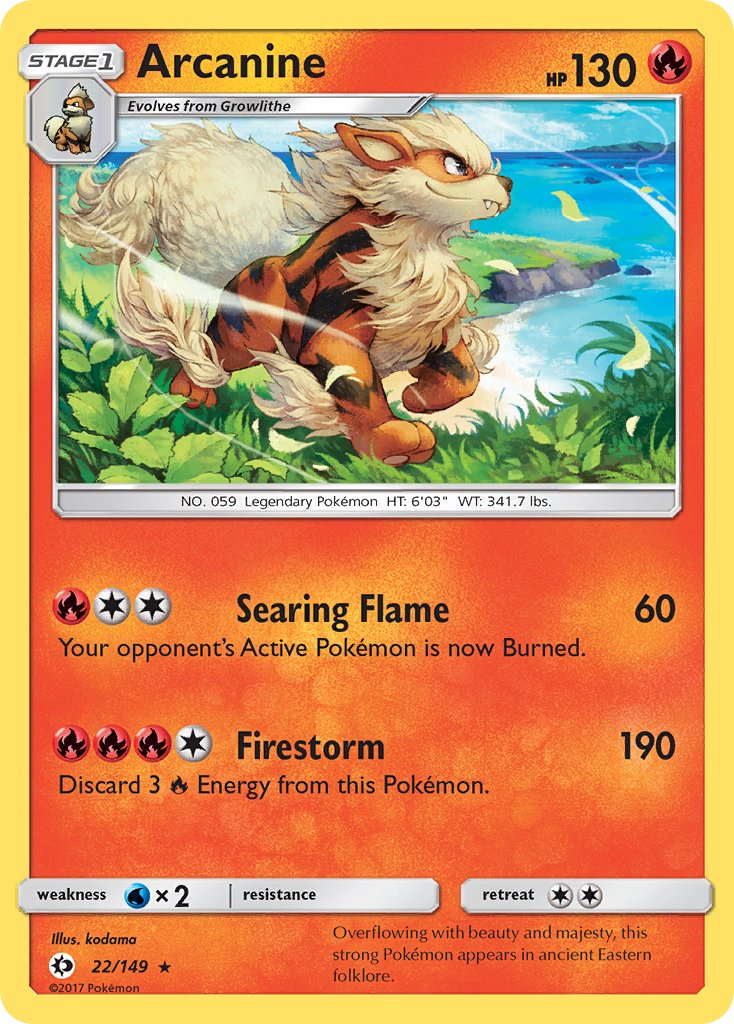 STAGE1
Arcanine
HP 130
Evolves from Growlithe
NO. 059 Legendary Pokémon HT: 6'03" WT: 341.7 lbs.
Searing Flame 60
Your opponent's Active Pokémon is now Burned.
Firestorm 190
Discard 3 Energy from this Pokémon.
weakness ×2 resistance retreat
Illus. kodama
22/149 ★
©2017 Pokémon
Overflowing with beauty and majesty, this
strong Pokémon appears in ancient Eastern
folklore.